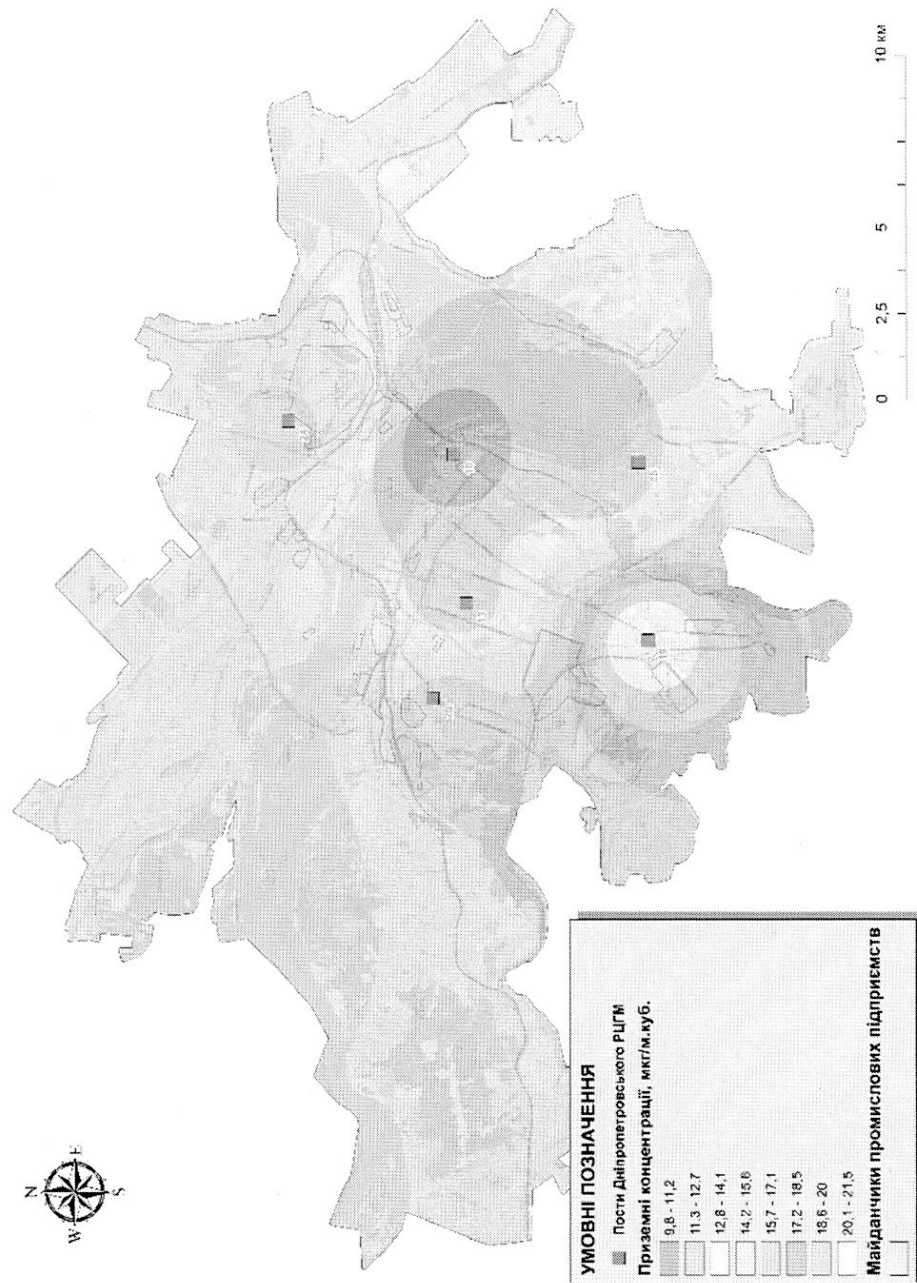 N
W E
S
УМОВНІ ПОЗНАЧЕННЯ
Пости Дніпропетровського РЦГМ
Приземні концентрації, мкг/м.куб.
9,8 - 11,2
11,3 - 12,7
12,8 - 14,1
14,2 - 15,6
15,7 - 17,1
17,2 - 18,5
18,6 - 20
20,1 - 21,5
Майданчики промислових підприємств
0 2,5 5 10 км